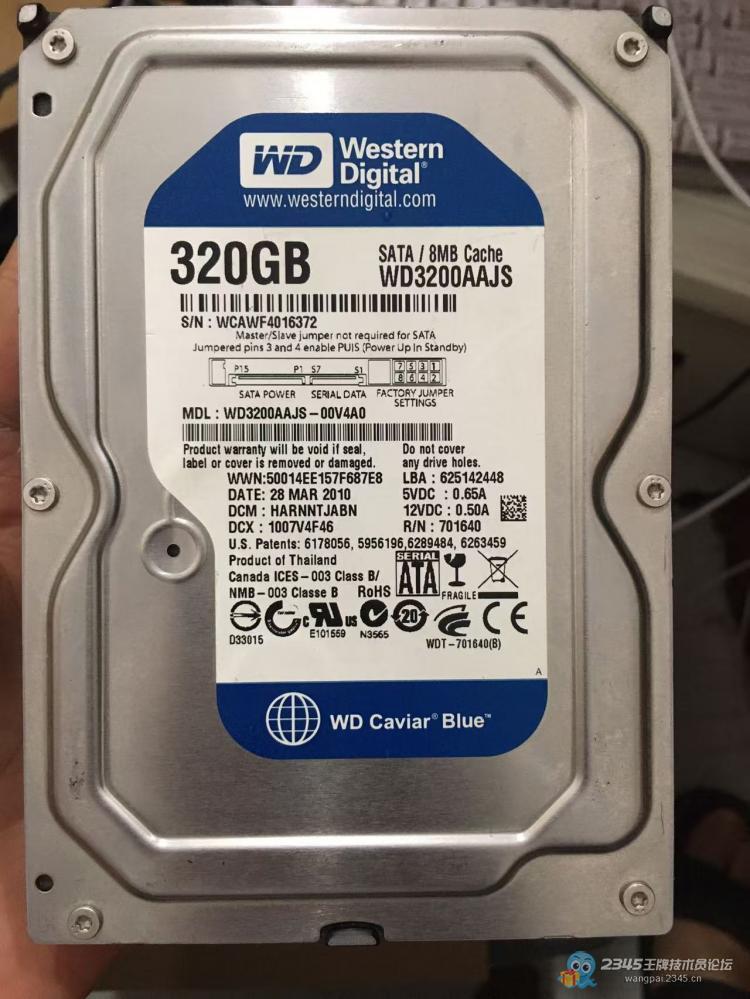 WD Western Digital®
www.westerndigital.com
320GB
SATA / 8MB Cache
WD3200AAJS
S/N : WCAWF4016372
Master/Slave jumper not required for SATA
Jumpered pins 3 and 4 enable PUIS (Power Up In Standby)
P15 P1 S7 S1 7 5 3 1
8 6 4 2
SATA POWER SERIAL DATA FACTORY JUMPER SETTINGS
MDL : WD3200AAJS-00V4A0
Product warranty will be void if seal,
label or cover is removed or damaged.
Do not cover
any drive holes.
WWN:50014EE157F687E8
DATE: 28 MAR 2010
DCM : HARNNTJABN
DCX : 1007V4F46
LBA : 625142448
5VDC : 0.65A
12VDC : 0.50A
R/N : 701640
U.S. Patents: 6178056, 5956196,6289484, 6263459
Product of Thailand
Canada ICES-003 Class B/
NMB-003 Classe B
RoHS
SERIAL
ATA
FRAGILE
D33015
c UL us
E101559
N3565
20
CE
WDT-701640(B)
A
WD Caviar® Blue™
2345王牌技术员论坛
wangpai.2345.cn